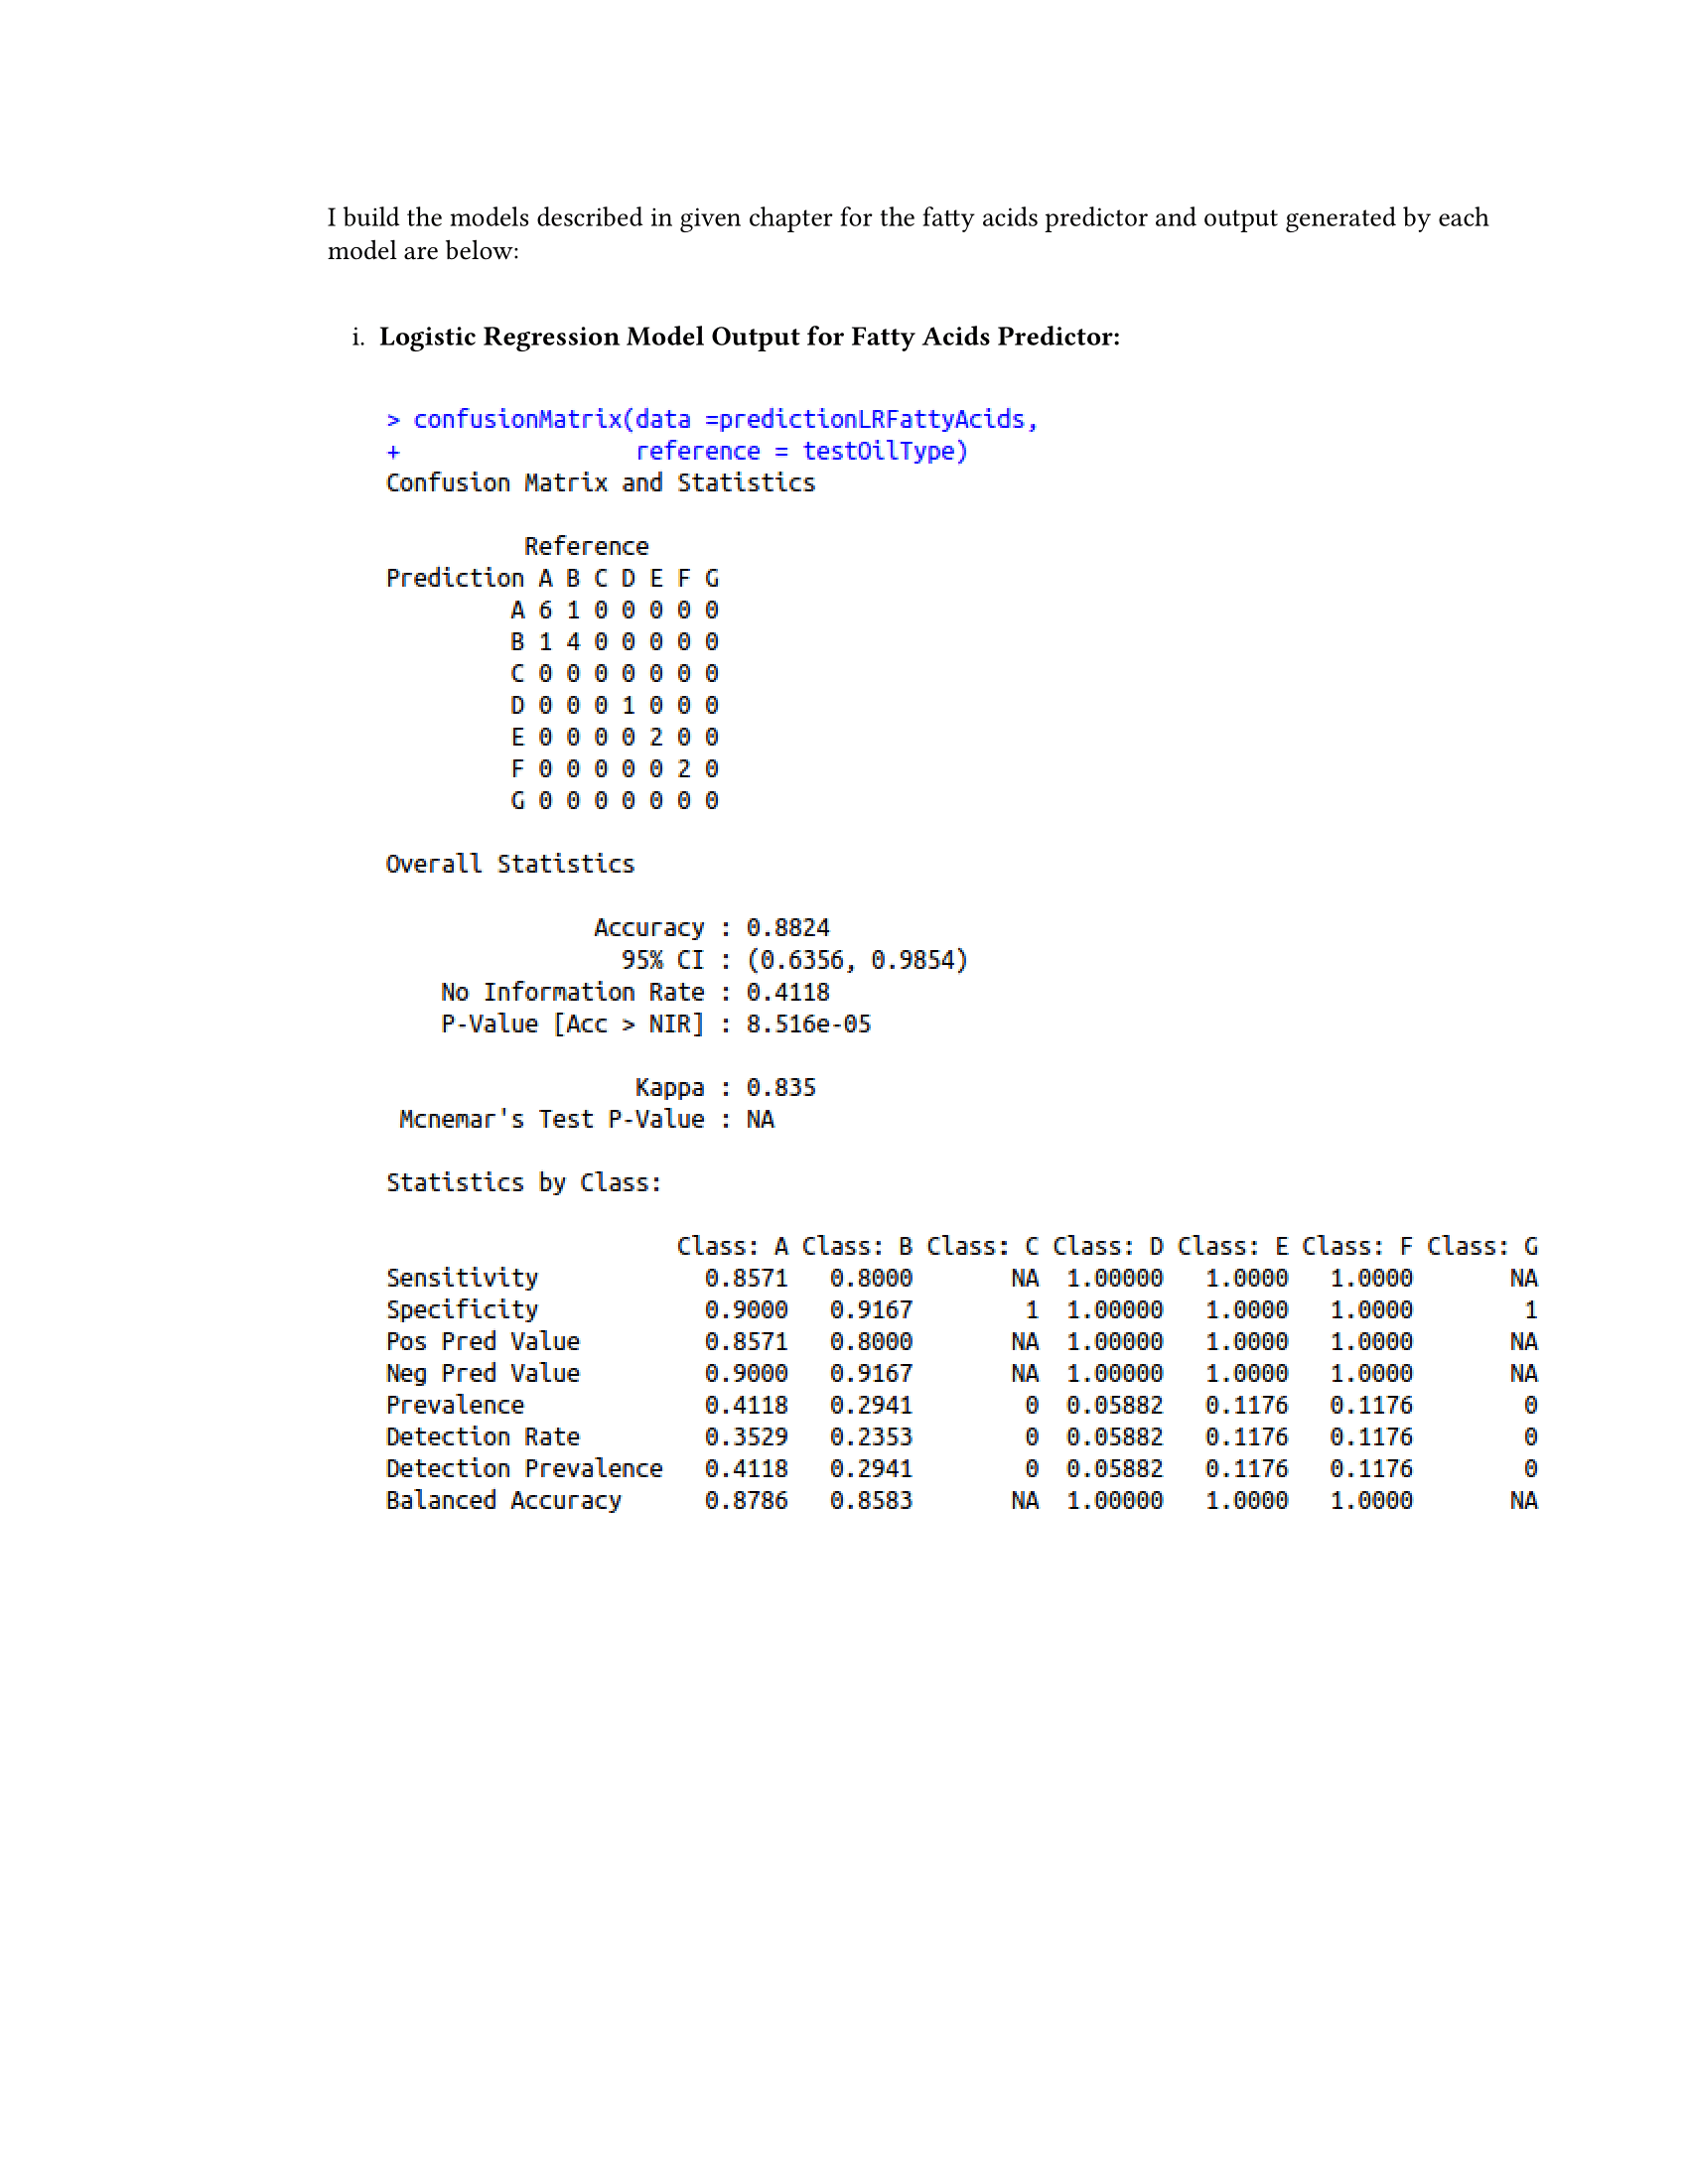 I build the models described in given chapter for the fatty acids predictor and output generated by each
model are below:
i. Logistic Regression Model Output for Fatty Acids Predictor:
> confusionMatrix(data =predictionLRFattyAcids,
+                 reference = testOilType)
Confusion Matrix and Statistics
          Reference
Prediction A B C D E F G
         A 6 1 0 0 0 0 0
         B 1 4 0 0 0 0 0
         C 0 0 0 0 0 0 0
         D 0 0 0 1 0 0 0
         E 0 0 0 0 2 0 0
         F 0 0 0 0 0 2 0
         G 0 0 0 0 0 0 0
Overall Statistics
               Accuracy : 0.8824
                 95% CI : (0.6356, 0.9854)
    No Information Rate : 0.4118
    P-Value [Acc > NIR] : 8.516e-05
                  Kappa : 0.835
 Mcnemar's Test P-Value : NA
Statistics by Class:
                     Class: A Class: B Class: C Class: D Class: E Class: F Class: G
Sensitivity            0.8571   0.8000       NA  1.00000   1.0000   1.0000       NA
Specificity            0.9000   0.9167        1  1.00000   1.0000   1.0000        1
Pos Pred Value         0.8571   0.8000       NA  1.00000   1.0000   1.0000       NA
Neg Pred Value         0.9000   0.9167       NA  1.00000   1.0000   1.0000       NA
Prevalence             0.4118   0.2941        0  0.05882   0.1176   0.1176        0
Detection Rate         0.3529   0.2353        0  0.05882   0.1176   0.1176        0
Detection Prevalence   0.4118   0.2941        0  0.05882   0.1176   0.1176        0
Balanced Accuracy      0.8786   0.8583       NA  1.00000   1.0000   1.0000       NA